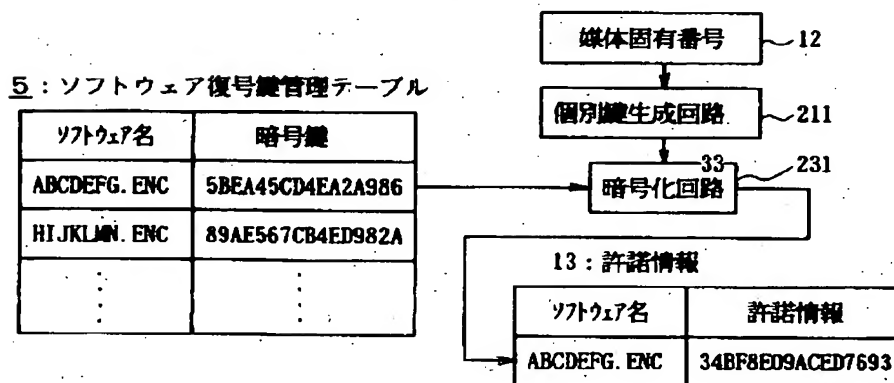 媒体固有番号
12
5：ソフトウェア復号鍵管理テーブル
個別鍵生成回路
211
ソフトウェア名
暗号鍵
33
231
ABCDEFG.ENC
5BEA45CD4EA2A986
暗号化回路
HIJKLMN.ENC
89AE567CB4ED982A
13：許諾情報
ソフトウェア名
許諾情報
ABCDEFG.ENC
34BF8E09ACED7693